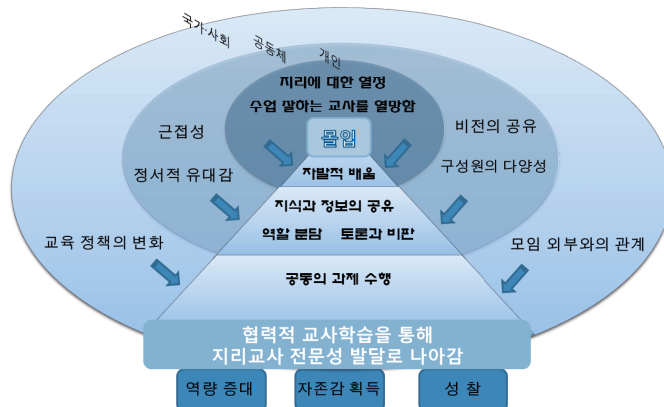 국가·사회
공동체
개인
지리에 대한 열정
수업 잘하는 교사를 열망함
몰입
근접성
비전의 공유
정서적 유대감
구성원의 다양성
자발적 배움
지식과 정보의 공유
역할 분담 토론과 비판
교육 정책의 변화
모임 외부와의 관계
공동의 과제 수행
협력적 교사학습을 통해
지리교사 전문성 발달로 나아감
역량 증대
자존감 획득
성 찰